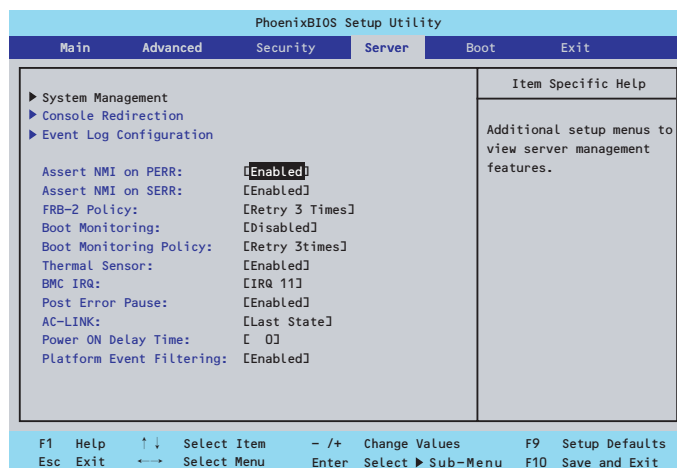 PhoenixBIOS Setup Utility
Main Advanced Security Server Boot Exit
Item Specific Help
▶ System Management
▶ Console Redirection
▶ Event Log Configuration
Additional setup menus to
view server management
features.
Assert NMI on PERR: [Enabled]
Assert NMI on SERR: [Enabled]
FRB-2 Policy: [Retry 3 Times]
Boot Monitoring: [Disabled]
Boot Monitoring Policy: [Retry 3times]
Thermal Sensor: [Enabled]
BMC IRQ: [IRQ 11]
Post Error Pause: [Enabled]
AC-LINK: [Last State]
Power ON Delay Time: [ 0]
Platform Event Filtering: [Enabled]
F1 Help ↑↓ Select Item - /+ Change Values F9 Setup Defaults
Esc Exit ←→ Select Menu Enter Select ▶ Sub-Menu F10 Save and Exit